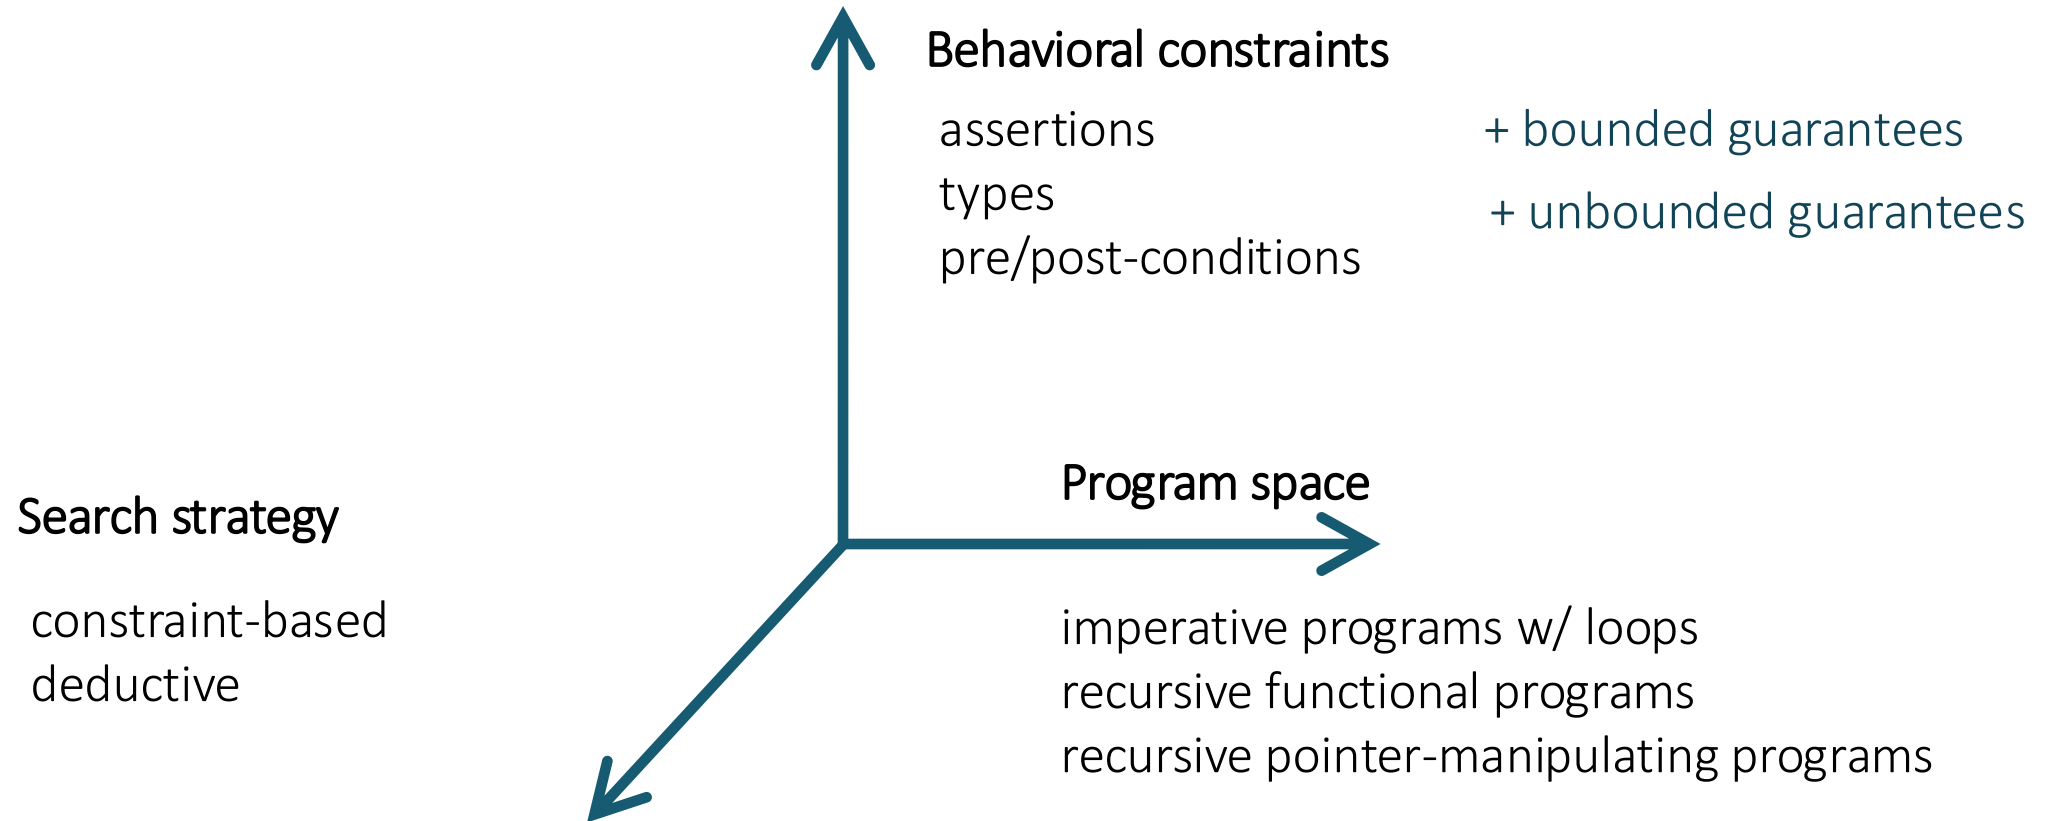 Behavioral constraints
assertions
+ bounded guarantees
types
+ unbounded guarantees
pre/post-conditions
Program space
Search strategy
constraint-based
deductive
imperative programs w/ loops
recursive functional programs
recursive pointer-manipulating programs